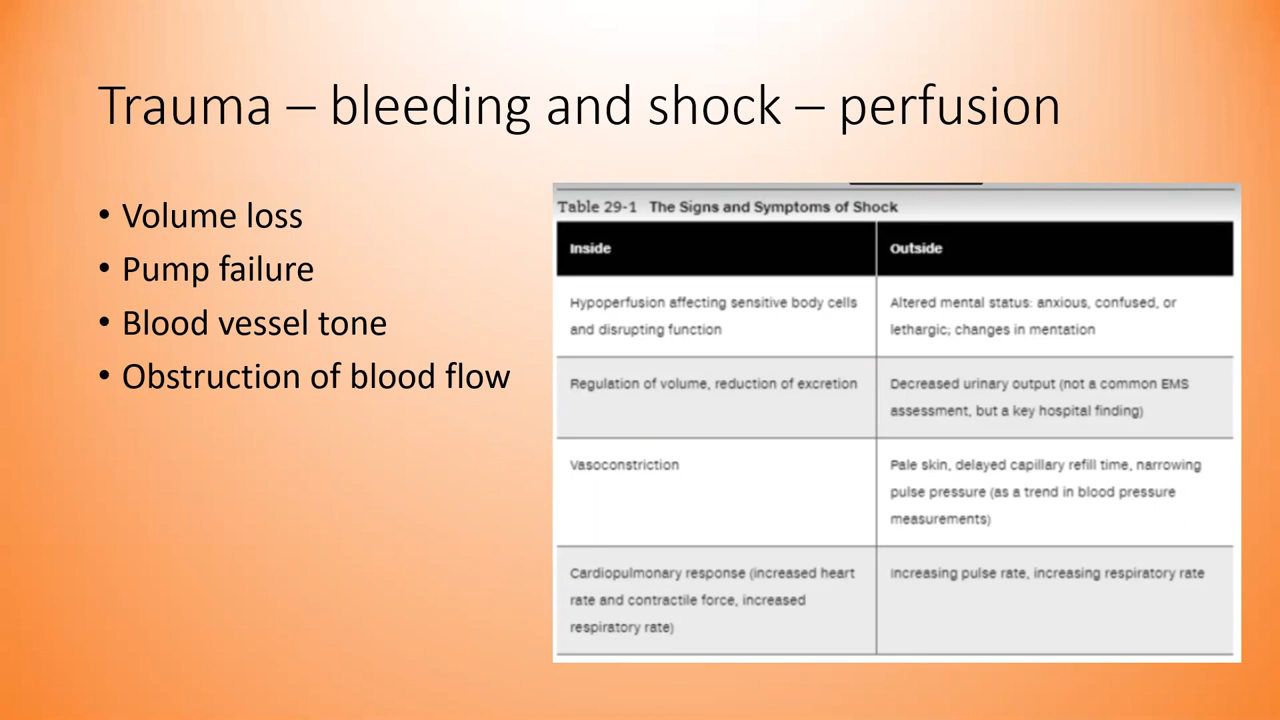 Trauma – bleeding and shock – perfusion
• Volume loss
• Pump failure
• Blood vessel tone
• Obstruction of blood flow
Table 29-1 The Signs and Symptoms of Shock
Inside
Outside
Hypoperfusion affecting sensitive body cells
and disrupting function
Altered mental status: anxious, confused, or
lethargic; changes in mentation
Regulation of volume, reduction of excretion
Decreased urinary output (not a common EMS
assessment, but a key hospital finding)
Vasoconstriction
Pale skin, delayed capillary refill time, narrowing
pulse pressure (as a trend in blood pressure
measurements)
Cardiopulmonary response (increased heart
rate and contractile force, increased
respiratory rate)
Increasing pulse rate, increasing respiratory rate